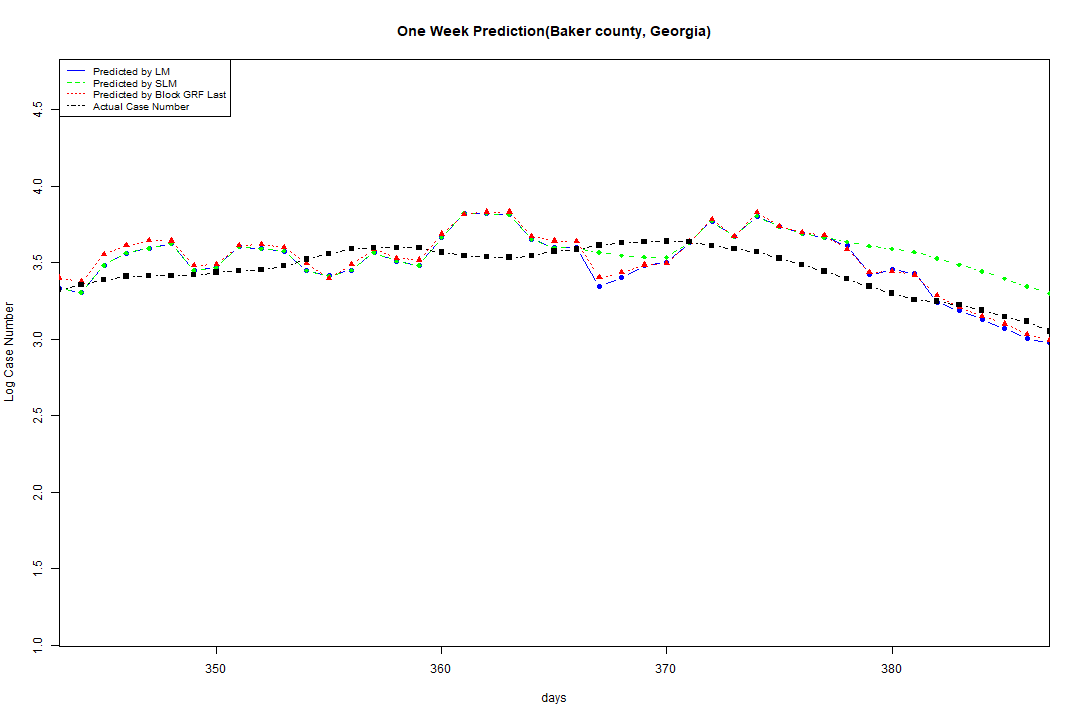 One Week Prediction(Baker county, Georgia)
Predicted by LM
Predicted by SLM
Predicted by Block GRF Last
Actual Case Number
4.5
4.0
3.5
3.0
2.5
2.0
1.5
1.0
Log Case Number
350 360 370 380
days